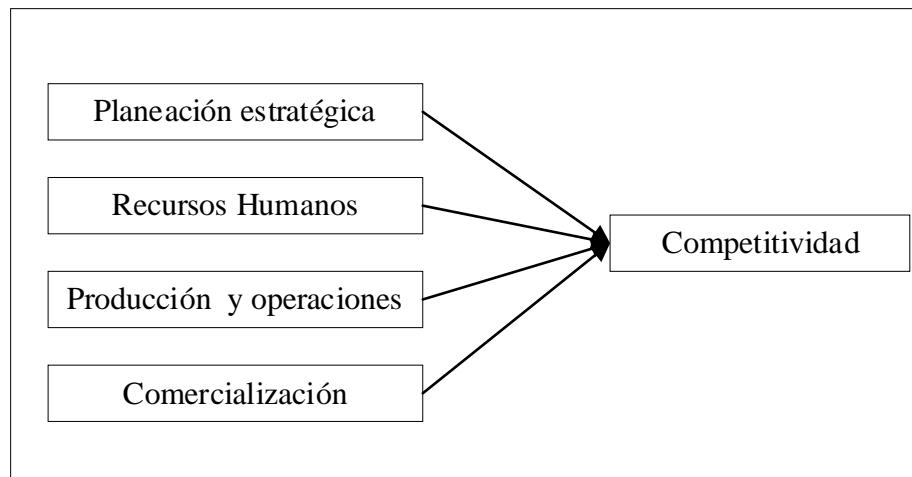 Planeación estratégica
Recursos Humanos
Producción  y operaciones
Comercialización
Competitividad